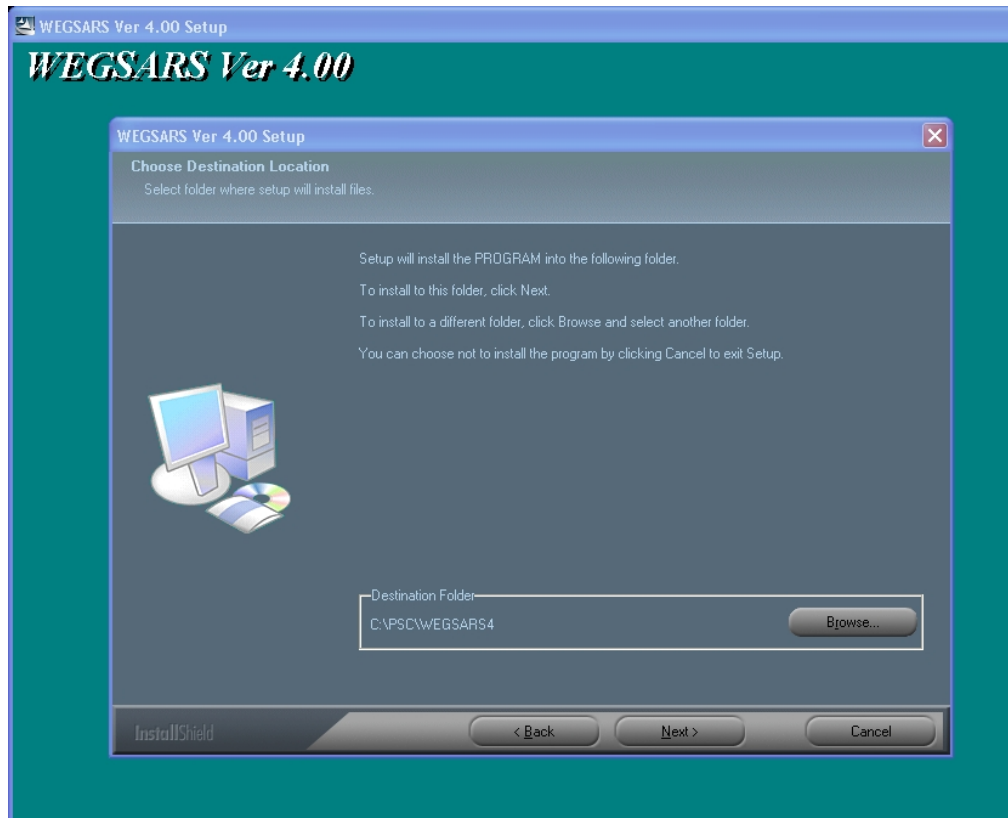 WEGSARS Ver 4.00 Setup
WEGSARS Ver 4.00
WEGSARS Ver 4.00 Setup
Choose Destination Location
Select folder where setup will install files.
Setup will install the PROGRAM into the following folder.
To install to this folder, click Next.
To install to a different folder, click Browse and select another folder.
You can choose not to install the program by clicking Cancel to exit Setup.
Destination Folder
C:\PSC\WEGSARS4
Browse...
InstallShield
< Back
Next >
Cancel